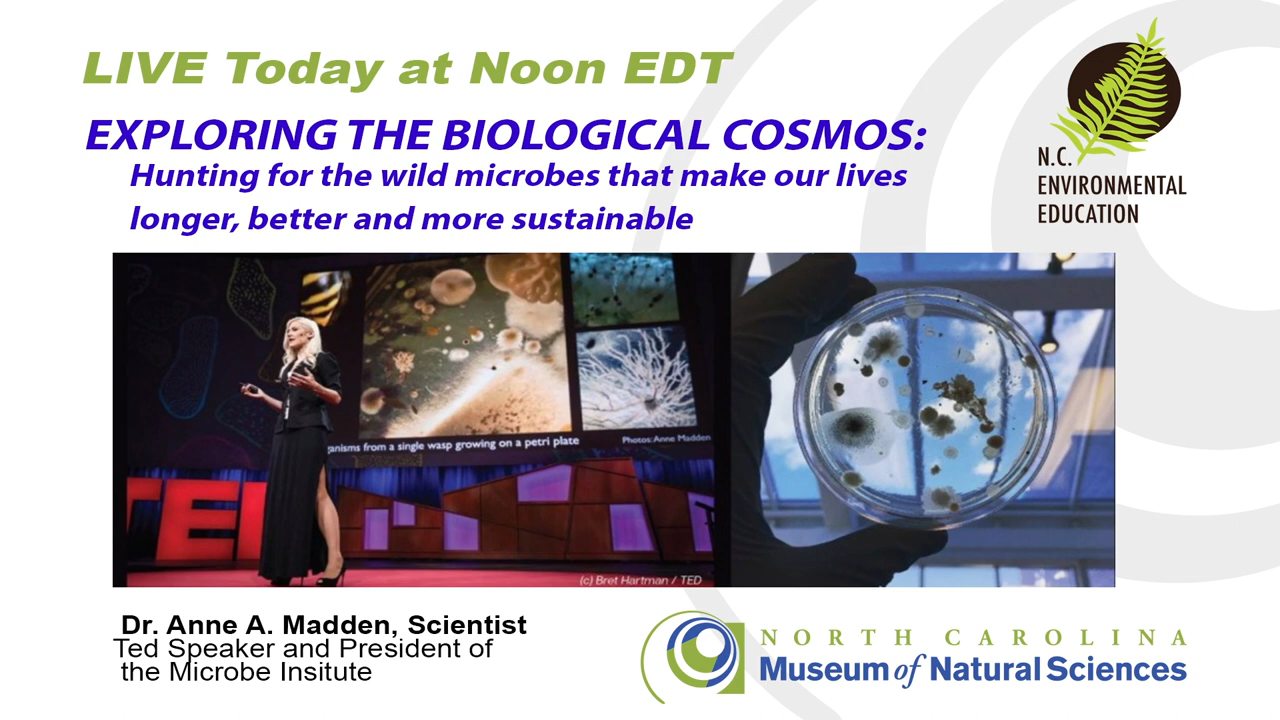 LIVE Today at Noon EDT
EXPLORING THE BIOLOGICAL COSMOS:
Hunting for the wild microbes that make our lives
longer, better and more sustainable
N.C.
ENVIRONMENTAL
EDUCATION
anisms from a single wasp growing on a petri plate
Photos: Anne Madden
TED
(c) Bret Hartman / TED
Dr. Anne A. Madden, Scientist
Ted Speaker and President of
the Microbe Insitute
NORTH CAROLINA
Museum of Natural Sciences